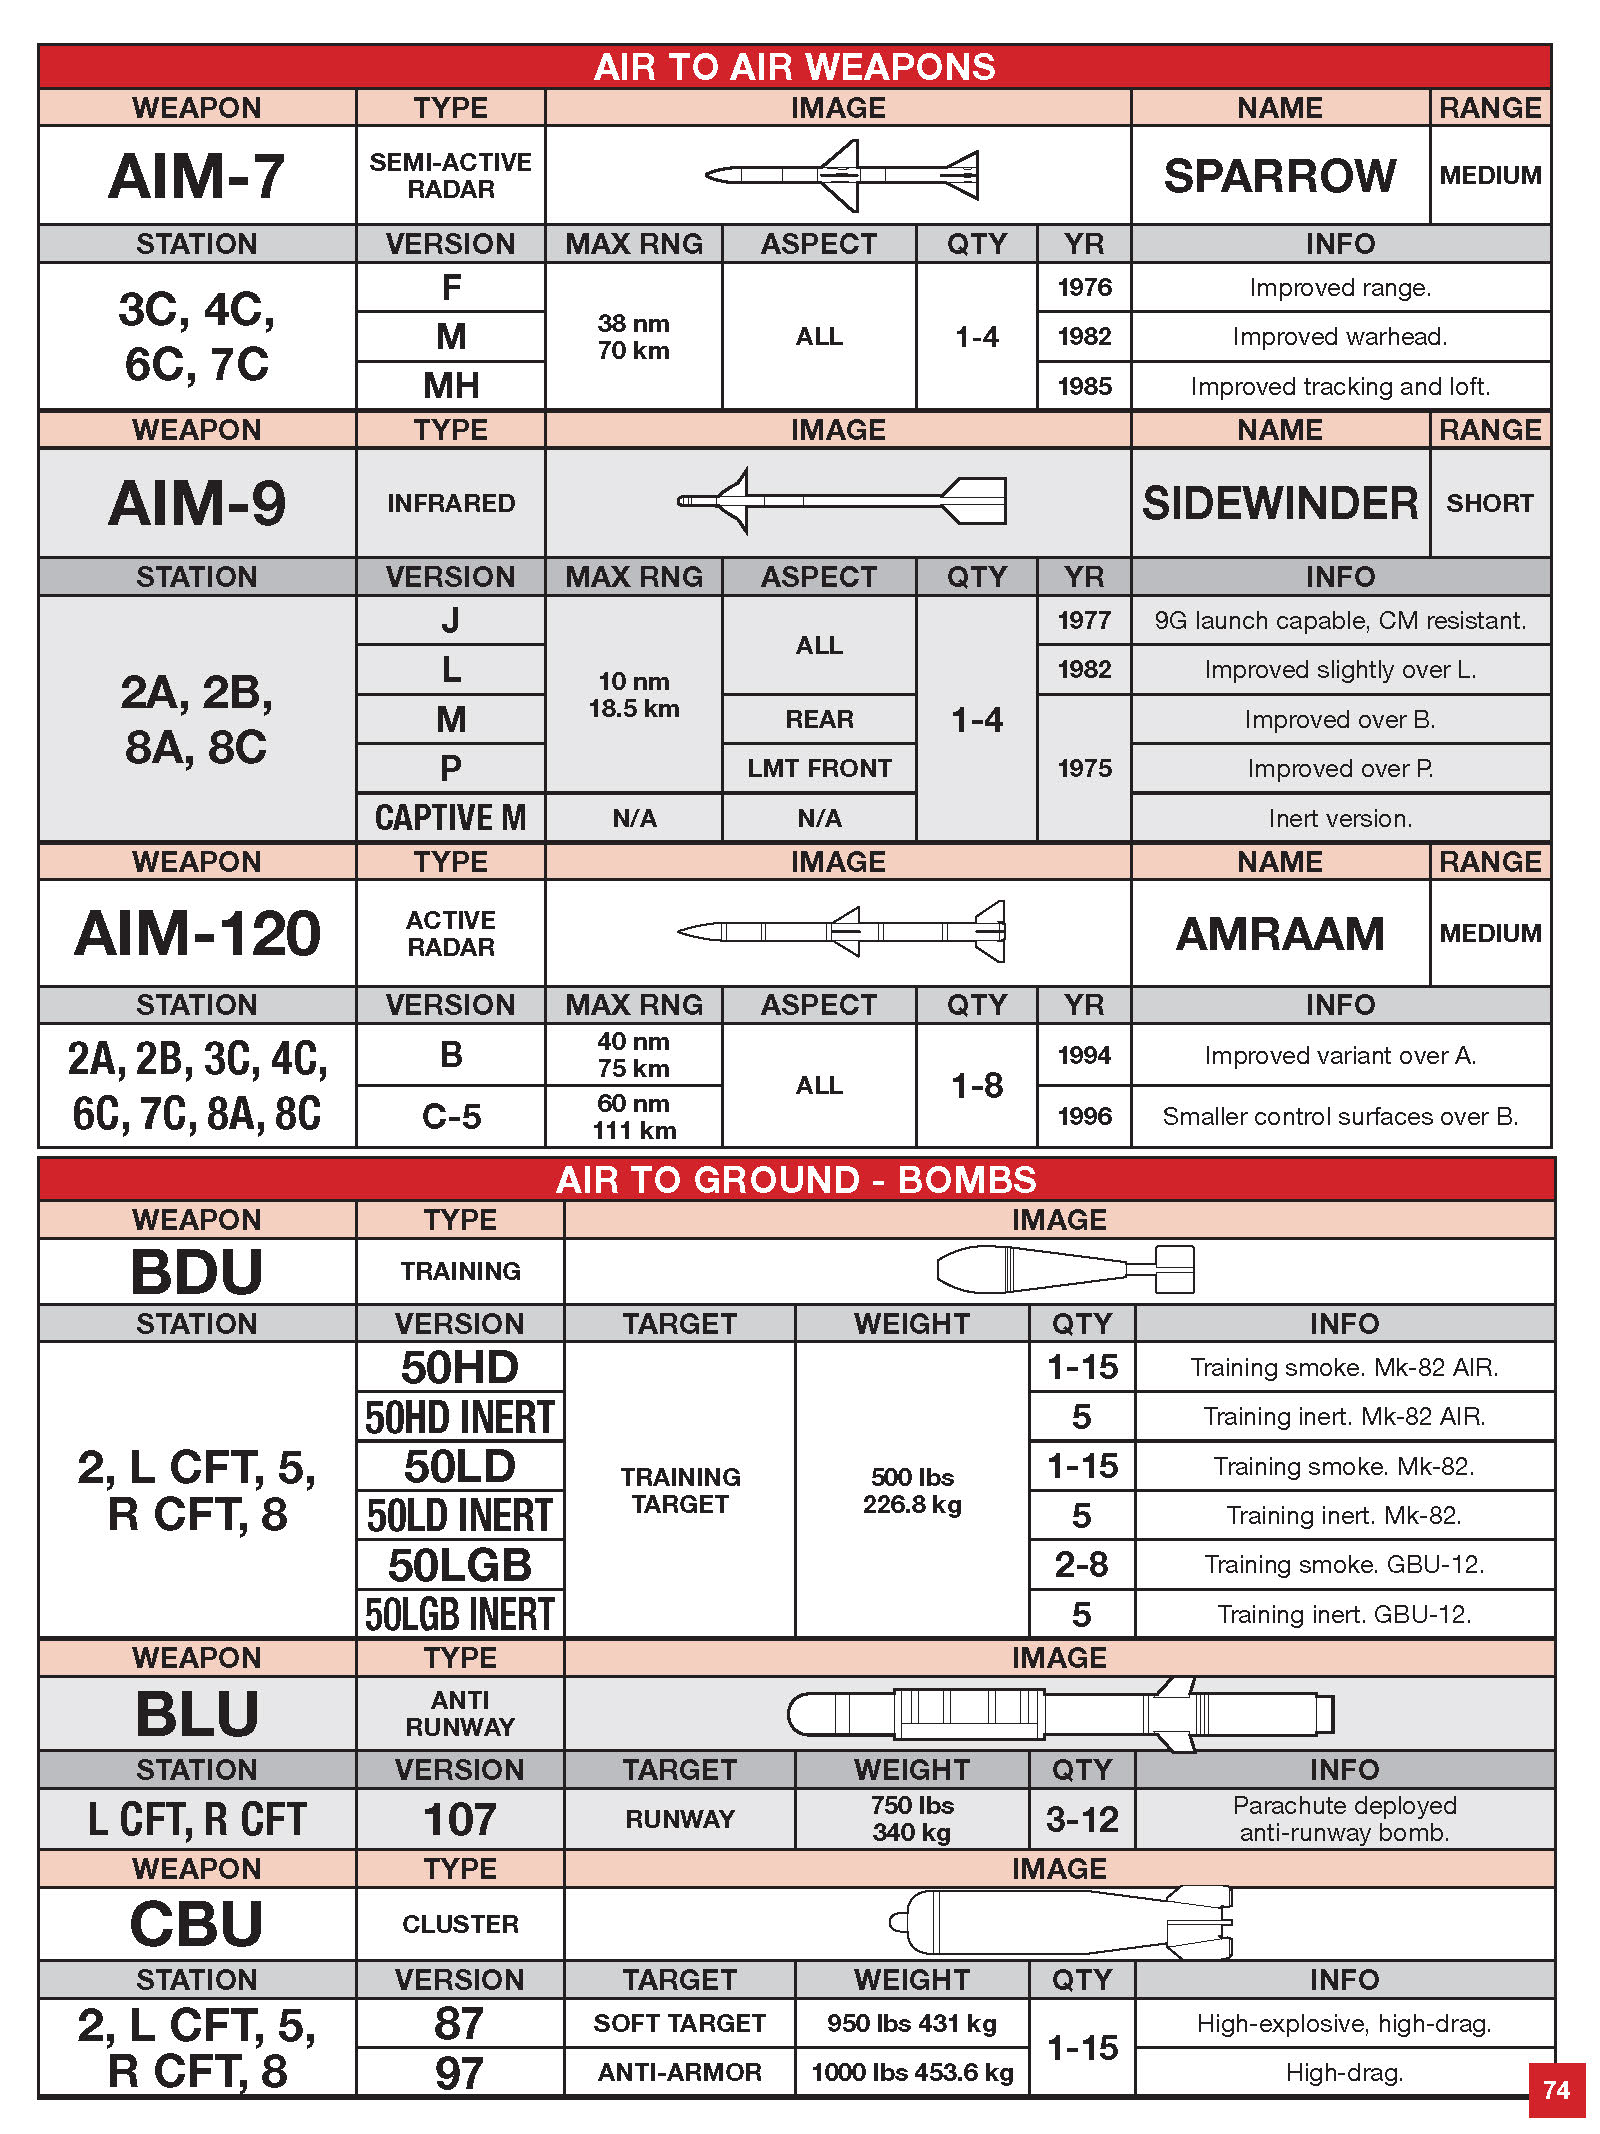 AIR TO AIR WEAPONS
WEAPON TYPE IMAGE NAME RANGE
AIM-7 SEMI-ACTIVE RADAR SPARROW MEDIUM
STATION VERSION MAX RNG ASPECT QTY YR INFO
3C, 4C,
6C, 7C
F 38 nm 70 km ALL 1-4 1976 Improved range.
M 1982 Improved warhead.
MH 1985 Improved tracking and loft.
WEAPON TYPE IMAGE NAME RANGE
AIM-9 INFRARED SIDEWINDER SHORT
STATION VERSION MAX RNG ASPECT QTY YR INFO
2A, 2B,
8A, 8C
J 10 nm 18.5 km ALL 1-4 1977 9G launch capable, CM resistant.
L 1982 Improved slightly over L.
M REAR 1975 Improved over B.
P LMT FRONT Improved over P.
CAPTIVE M N/A N/A Inert version.
WEAPON TYPE IMAGE NAME RANGE
AIM-120 ACTIVE RADAR AMRAAM MEDIUM
STATION VERSION MAX RNG ASPECT QTY YR INFO
2A, 2B, 3C, 4C,
6C, 7C, 8A, 8C
B 40 nm 75 km ALL 1-8 1994 Improved variant over A.
C-5 60 nm 111 km 1996 Smaller control surfaces over B.
AIR TO GROUND - BOMBS
WEAPON TYPE IMAGE
BDU TRAINING
STATION VERSION TARGET WEIGHT QTY INFO
2, L CFT, 5,
R CFT, 8
50HD TRAINING TARGET 500 lbs 226.8 kg 1-15 Training smoke. Mk-82 AIR.
50HD INERT 5 Training inert. Mk-82 AIR.
50LD 1-15 Training smoke. Mk-82.
50LD INERT 5 Training inert. Mk-82.
50LGB 2-8 Training smoke. GBU-12.
50LGB INERT 5 Training inert. GBU-12.
WEAPON TYPE IMAGE
BLU ANTI RUNWAY
STATION VERSION TARGET WEIGHT QTY INFO
L CFT, R CFT 107 RUNWAY 750 lbs 340 kg 3-12 Parachute deployed anti-runway bomb.
WEAPON TYPE IMAGE
CBU CLUSTER
STATION VERSION TARGET WEIGHT QTY INFO
2, L CFT, 5,
R CFT, 8
87 SOFT TARGET 950 lbs 431 kg 1-15 High-explosive, high-drag.
97 ANTI-ARMOR 1000 lbs 453.6 kg High-drag.
74